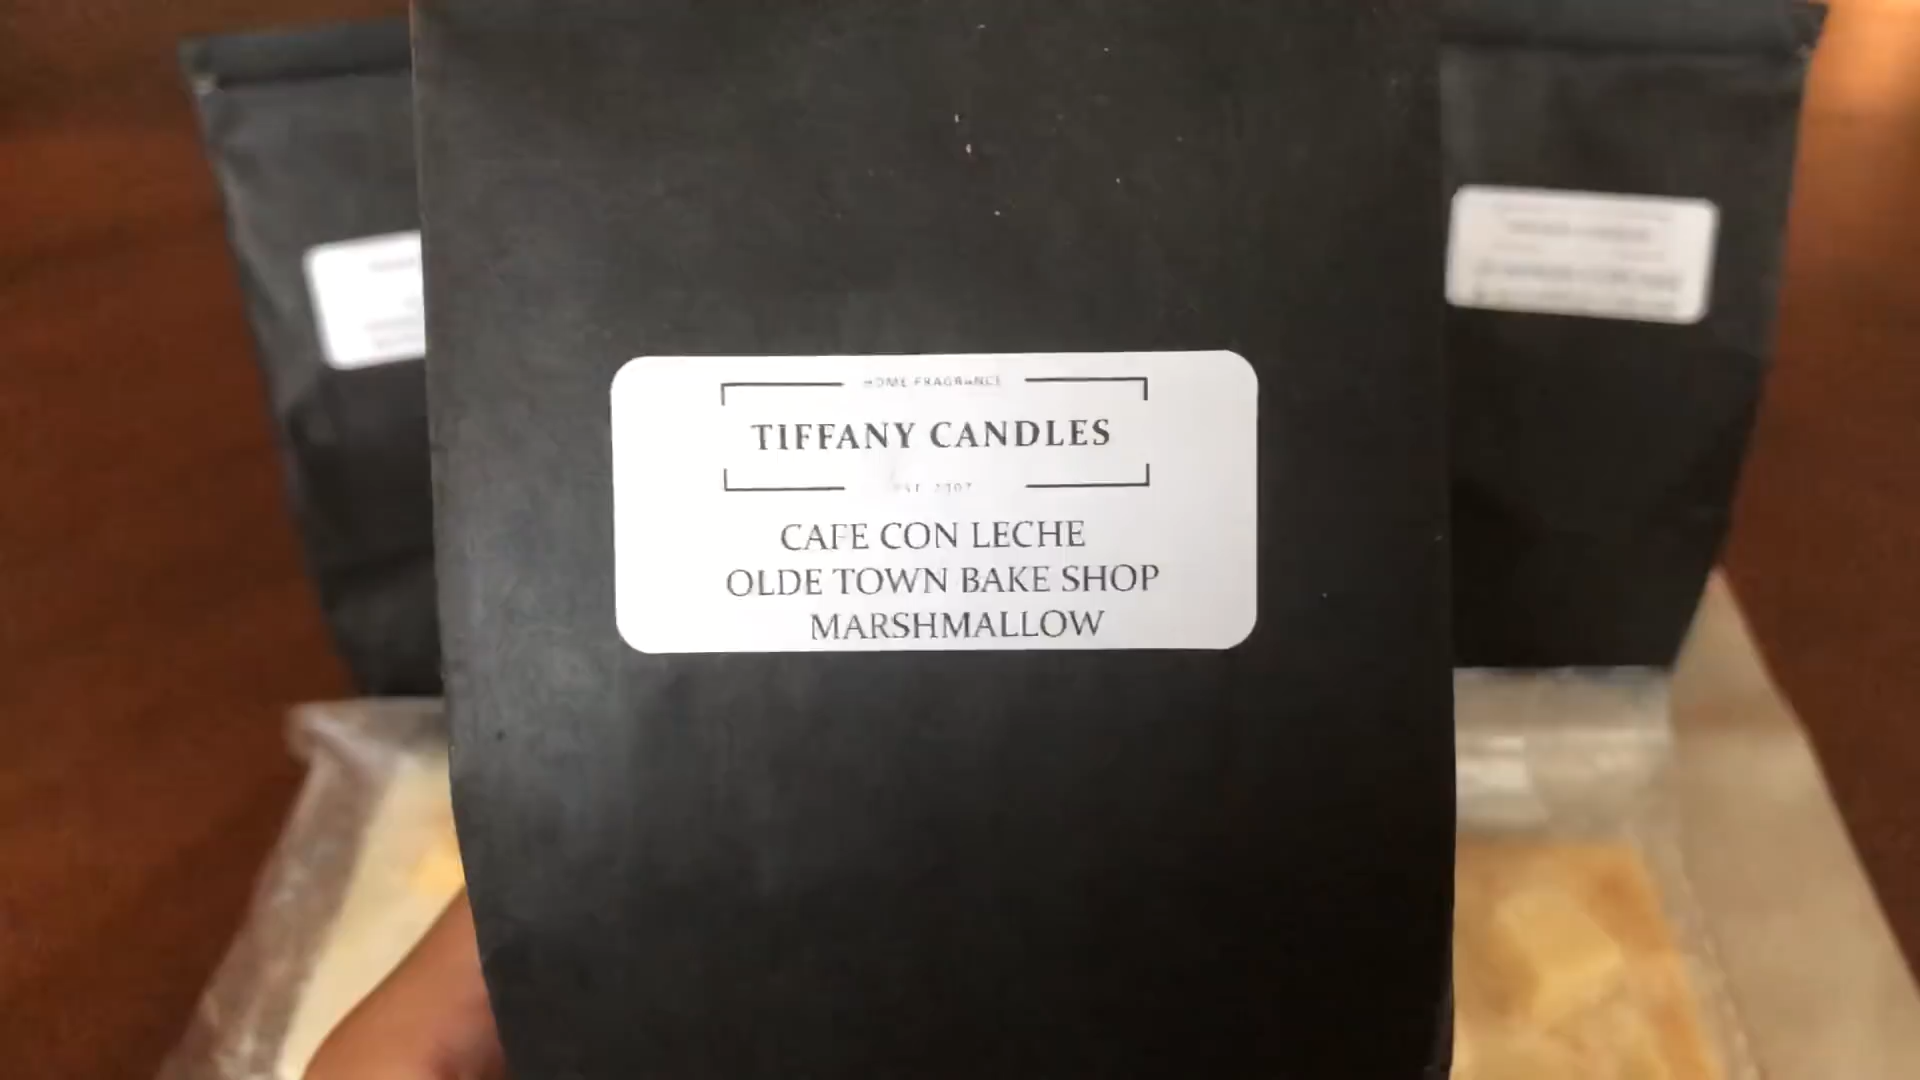 HOME FRAGRANCE
TIFFANY CANDLES
CAFE CON LECHE
OLDE TOWN BAKE SHOP
MARSHMALLOW